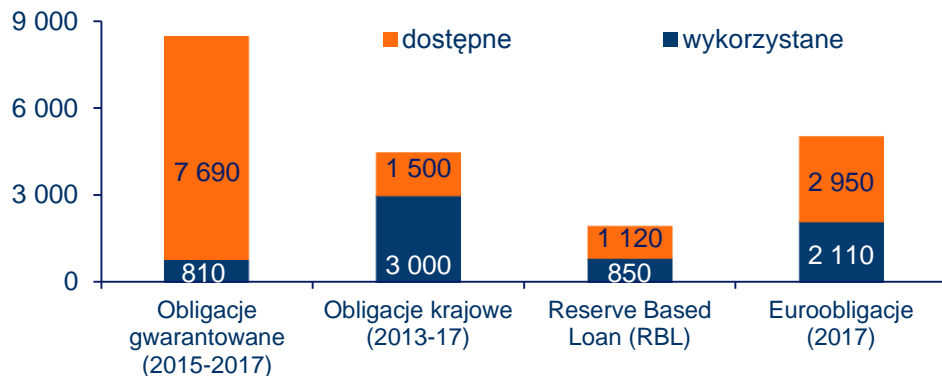 9 000
dostępne
wykorzystane
6 000
7 690
1 500
2 950
3 000
1 120
810
3 000
850
2 110
0
Obligacje
gwarantowane
(2015-2017)
Obligacje krajowe
(2013-17)
Reserve Based
Loan (RBL)
Euroobligacje
(2017)